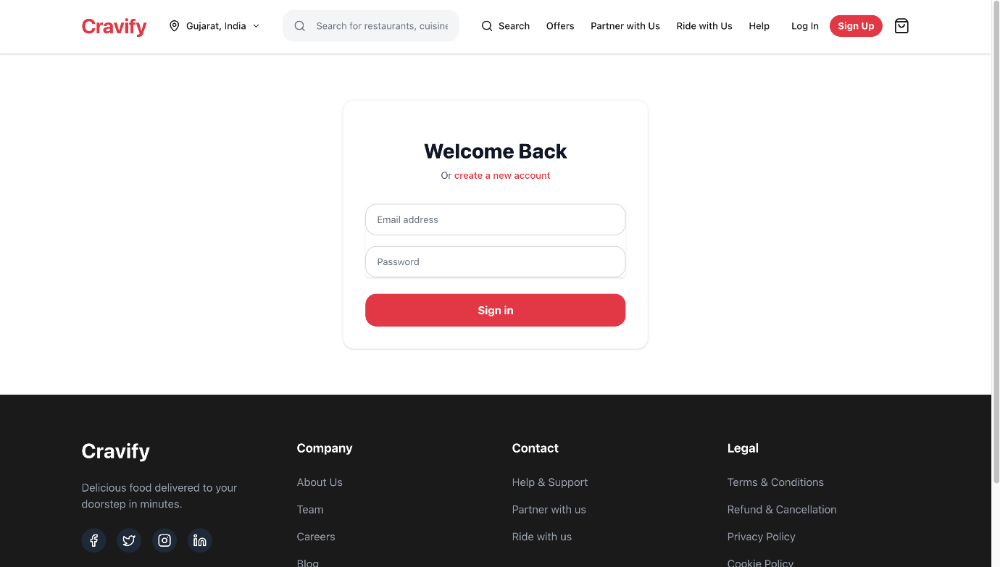 Cravify
Gujarat, India
Search for restaurants, cuisine
Search
Offers
Partner with Us
Ride with Us
Help
Log In
Sign Up
Welcome Back
Or create a new account
Email address
Password
Sign in
Cravify
Delicious food delivered to your
doorstep in minutes.
Company
About Us
Team
Careers
Blog
Contact
Help & Support
Partner with us
Ride with us
Legal
Terms & Conditions
Refund & Cancellation
Privacy Policy
Cookie Policy